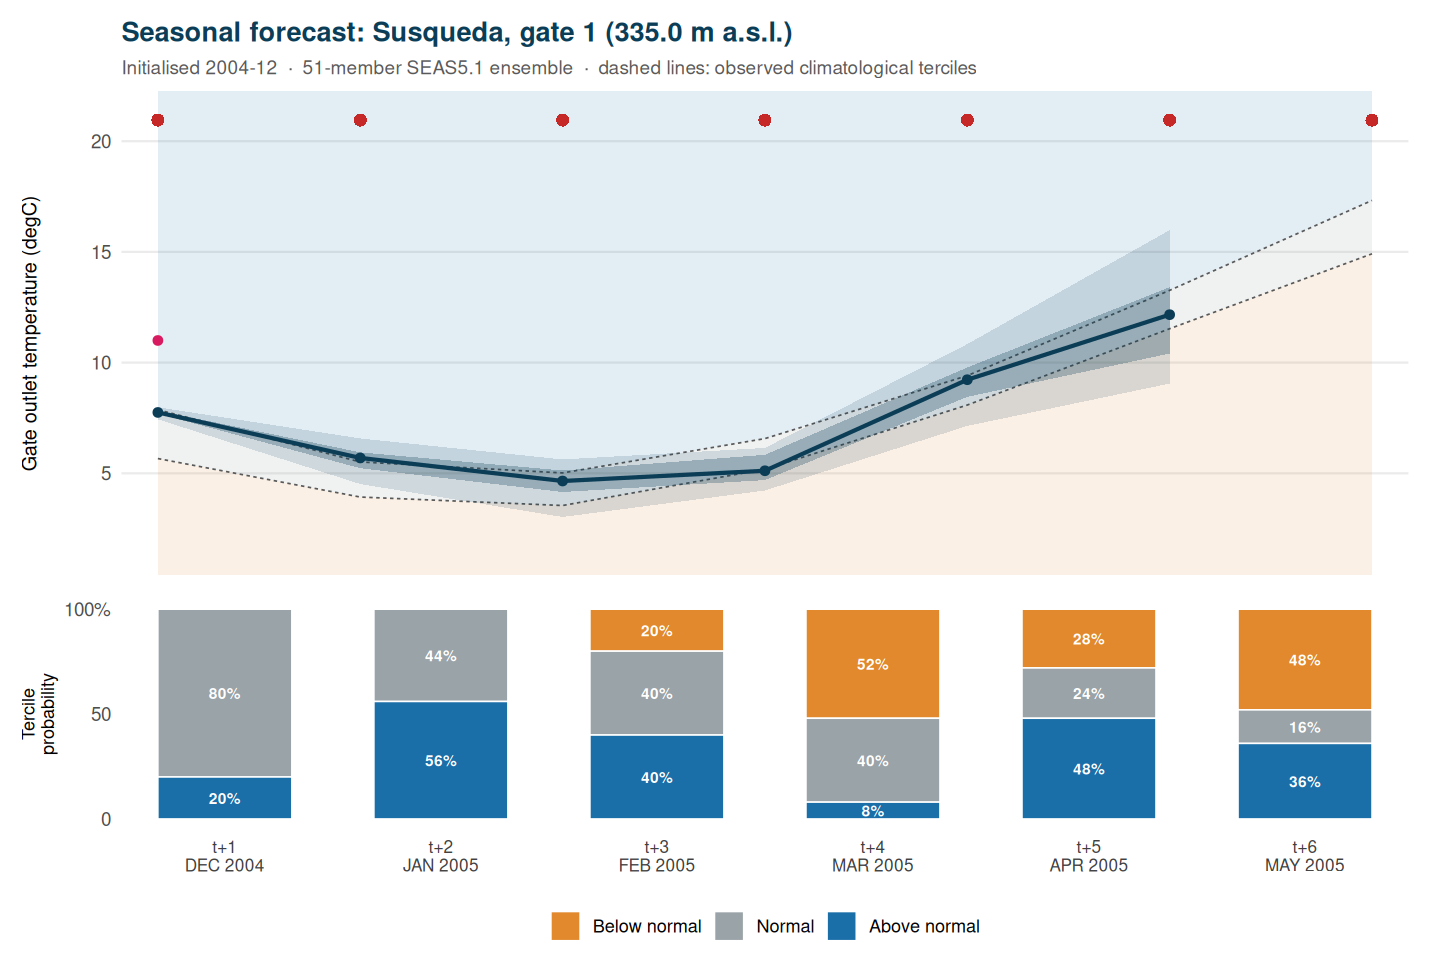 Seasonal forecast: Susqueda, gate 1 (335.0 m a.s.l.)
Initialised 2004-12 · 51-member SEAS5.1 ensemble · dashed lines: observed climatological terciles
Gate outlet temperature (degC)
20
15
10
5
Tercile
probability
100%
50
0
80%
20%
44%
56%
20%
40%
40%
52%
40%
8%
28%
24%
48%
48%
16%
36%
t+1
DEC 2004
t+2
JAN 2005
t+3
FEB 2005
t+4
MAR 2005
t+5
APR 2005
t+6
MAY 2005
Below normal
Normal
Above normal